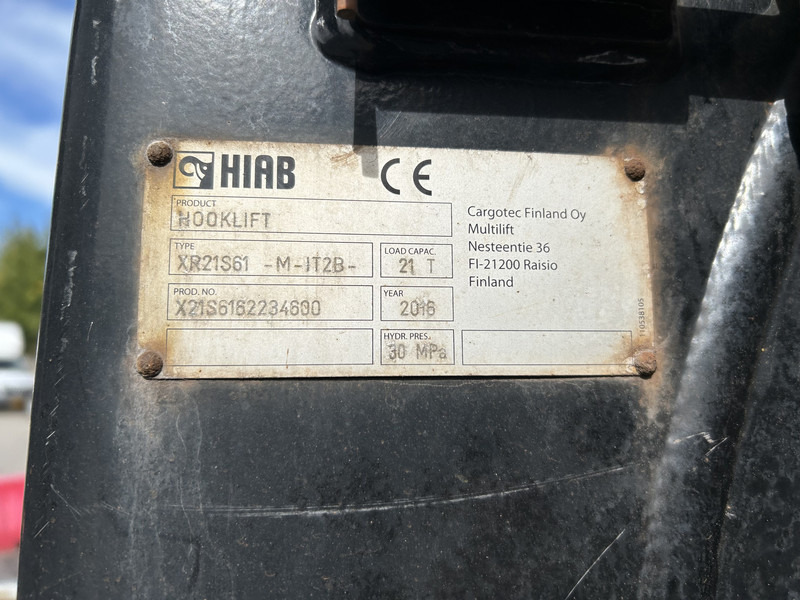 HIAB CE
PRODUCT
HOOKLIFT
TYPE
XR21S61 -M-IT2B-
LOAD CAPAC.
21 T
PROD. NO.
X21S6162234600
YEAR
2016
HYDR. PRES.
30 MPa
Cargotec Finland Oy
Multilift
Nesteentie 36
FI-21200 Raisio
Finland
110538105